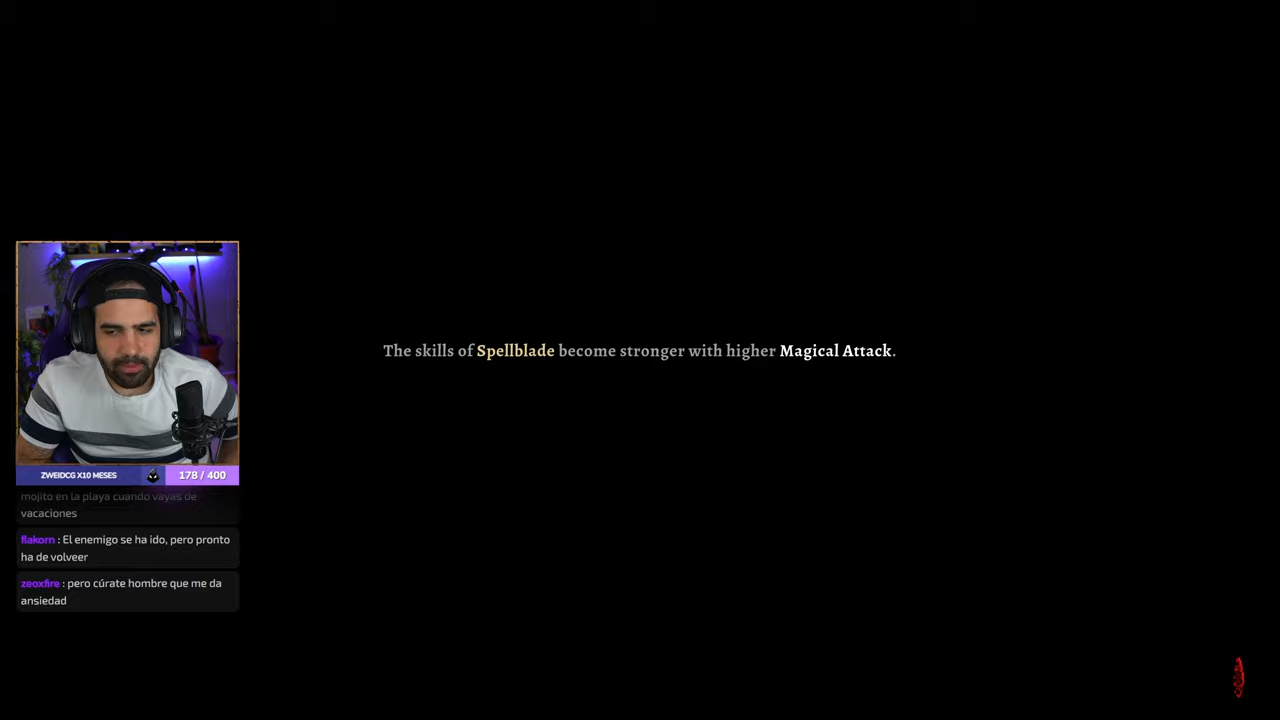 The skills of Spellblade become stronger with higher Magical Attack.
ZWEIDCG X10 MESES
178 / 400
mojito en la playa cuando vayas de
vacaciones
flakorn : El enemigo se ha ido, pero pronto
ha de volveer
zeoxfire : pero cúrate hombre que me da
ansiedad